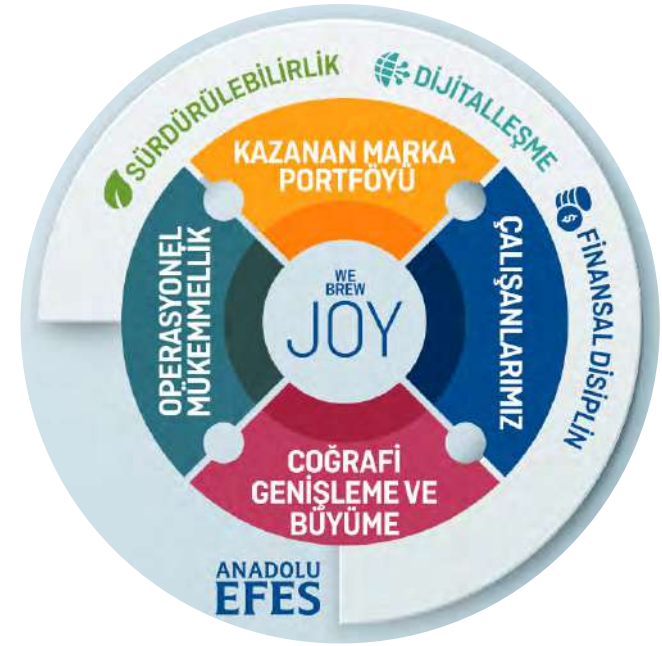 SÜRDÜRÜLEBİLİRLİK
DİJİTALLEŞME
FİNANSAL DİSİPLİN
KAZANAN MARKA
PORTFÖYÜ
OPERASYONEL
MÜKEMMELLİK
WE
BREW
JOY
ÇALIŞANLARIMIZ
COĞRAFİ
GENİŞLEME VE
BÜYÜME
ANADOLU
EFES